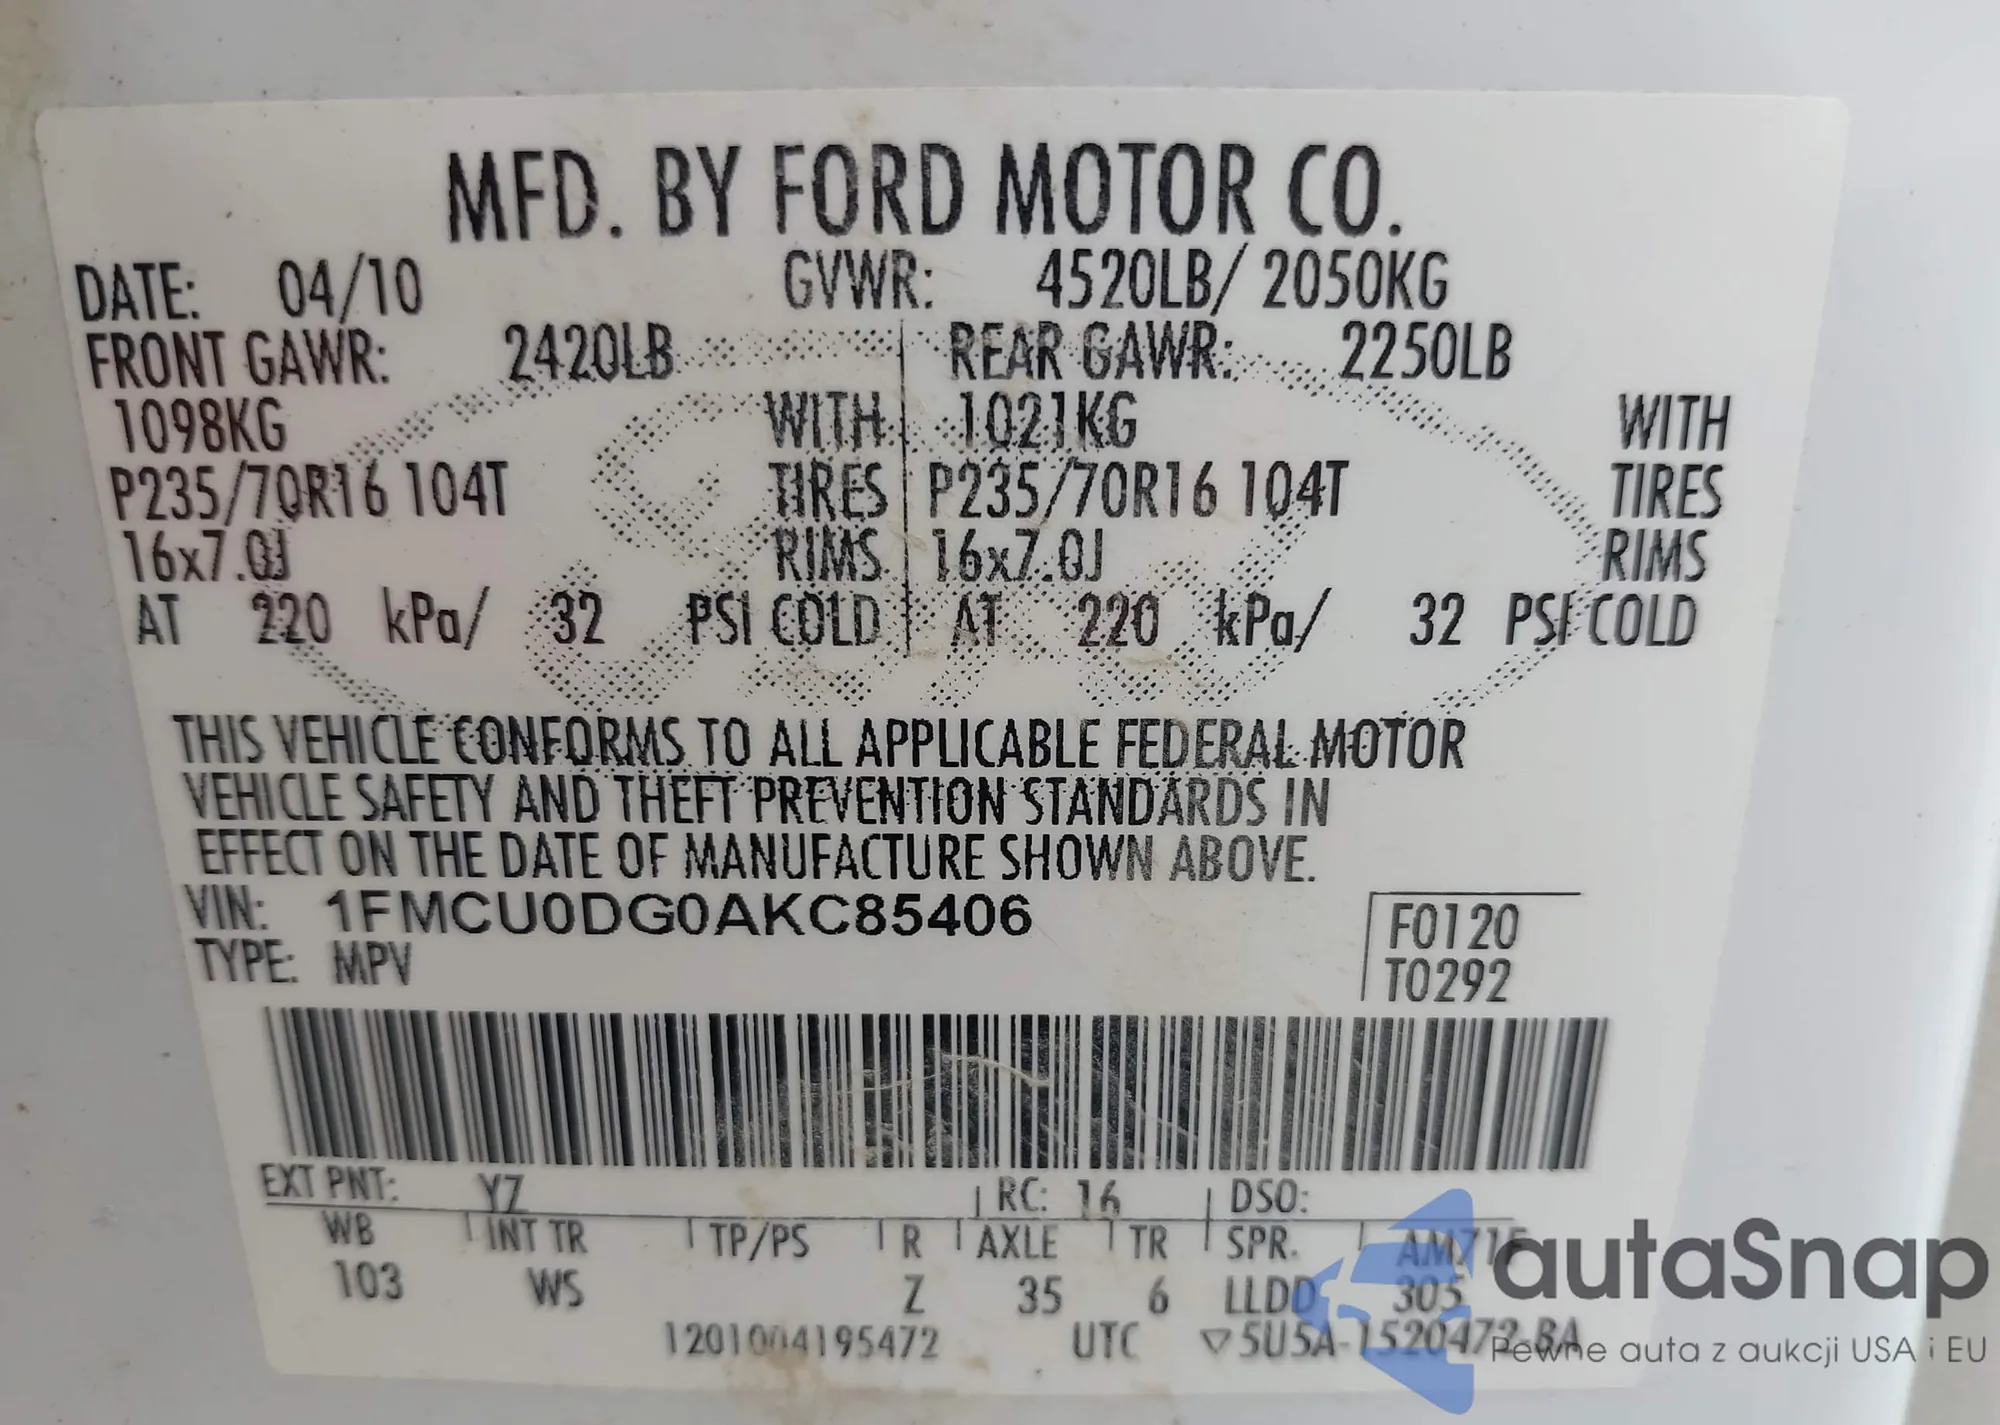 MFD. BY FORD MOTOR CO.
DATE: 04/10 GVWR: 4520LB/ 2050KG
FRONT GAWR: 2420LB REAR GAWR: 2250LB
1098KG WITH 1021KG WITH
P235/70R16 104T TIRES P235/70R16 104T TIRES
16x7.0J RIMS 16x7.0J RIMS
AT 220 kPa/ 32 PSI COLD AT 220 kPa/ 32 PSI COLD
THIS VEHICLE CONFORMS TO ALL APPLICABLE FEDERAL MOTOR
VEHICLE SAFETY AND THEFT PREVENTION STANDARDS IN
EFFECT ON THE DATE OF MANUFACTURE SHOWN ABOVE.
VIN: 1FMCU0DG0AKC85406 F0120
TYPE: MPV T0292
EXT PNT: YZ RC: 16 DSO:
WB INT TR TP/PS R AXLE TR SPR. AM71F
103 WS Z 35 6 LLDD 305
1201004195472 UTC ▽5U5A-1520472-BA
autaSnap
Pewne auta z aukcji USA i EU